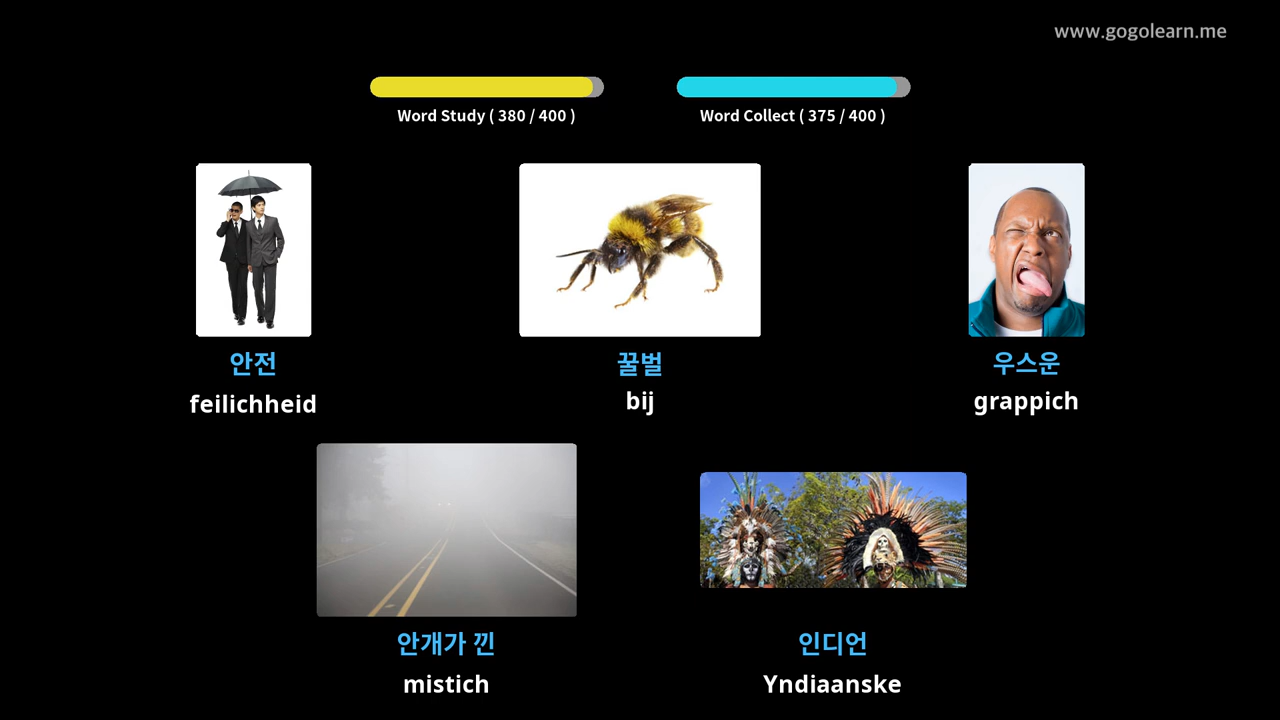 www.gogolearn.me
Word Study ( 380 / 400 )
Word Collect ( 375 / 400 )
안전
꿀벌
우스운
feilichheid
bij
grappich
안개가 낀
인디언
mistich
Yndiaanske